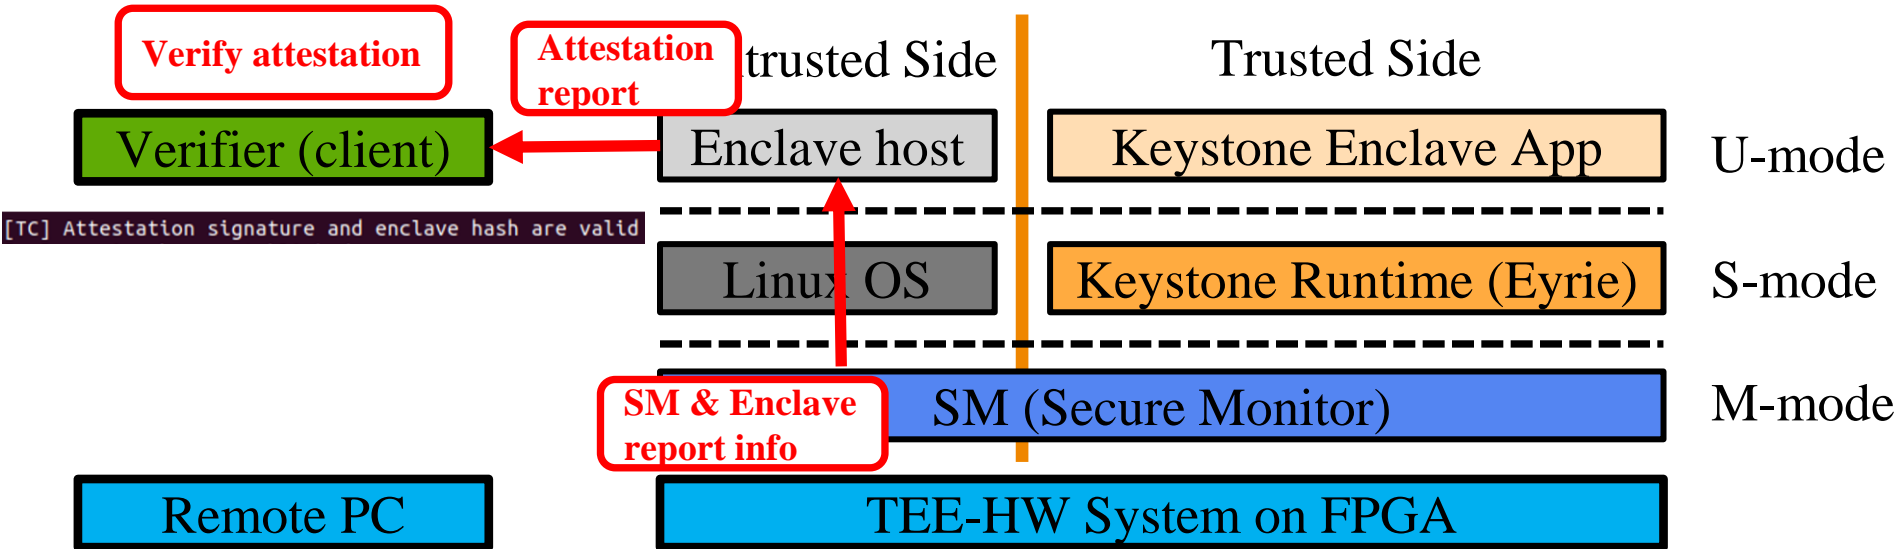 Verify attestation
Attestation
report
trusted Side
Trusted Side
Verifier (client)
Enclave host
Keystone Enclave App
U-mode
[TC] Attestation signature and enclave hash are valid
Linux OS
Keystone Runtime (Eyrie)
S-mode
SM & Enclave
report info
SM (Secure Monitor)
M-mode
Remote PC
TEE-HW System on FPGA